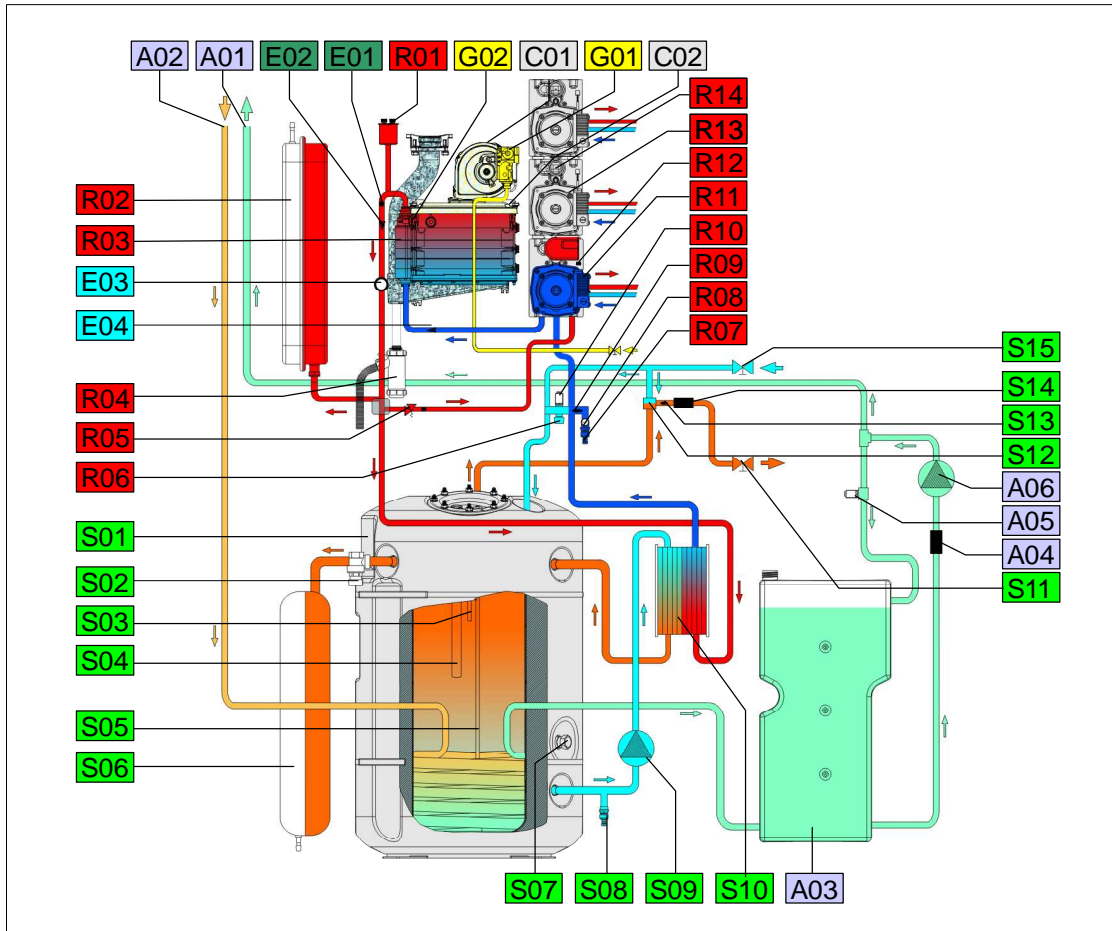 A02 A01 E02 E01 R01 G02 C01 G01 C02
R14
R13
R12
R11
R10
R09
R08
R07
R02
R03
E03
E04
R04
R05
R06
S15
S14
S13
S12
A06
A05
A04
S11
S01
S02
S03
S04
S05
S06
S07 S08 S09 S10 A03